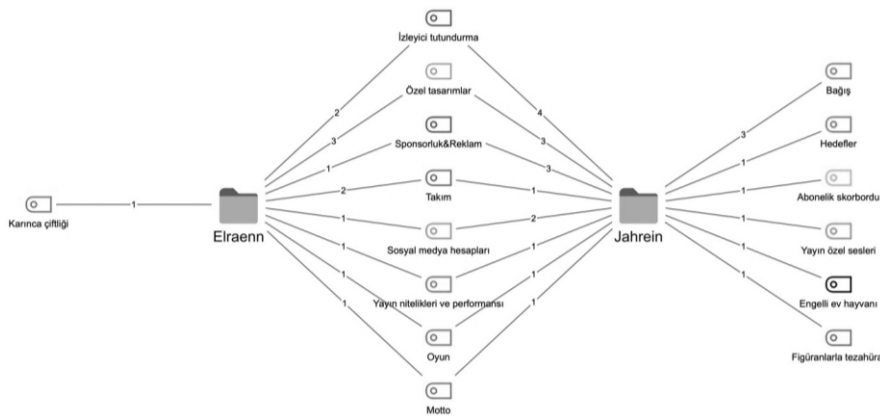 İzleyici tutundurma
Özel tasarımlar
Bağış
2
4
3
Hedefler
3
3
1
Sponsorluk&Reklam
3
1
2
Takım
1
1
Abonelik skorbordu
Karınca çiftliği
1
Elraenn
Jahrein
1
Sosyal medya hesapları
2
1
Yayın özel sesleri
1
Yayın nitelikleri ve performansı
1
1
Engelli ev hayvanı
1
Oyun
1
1
Figüranlarla tezahüra
1
Motto
1